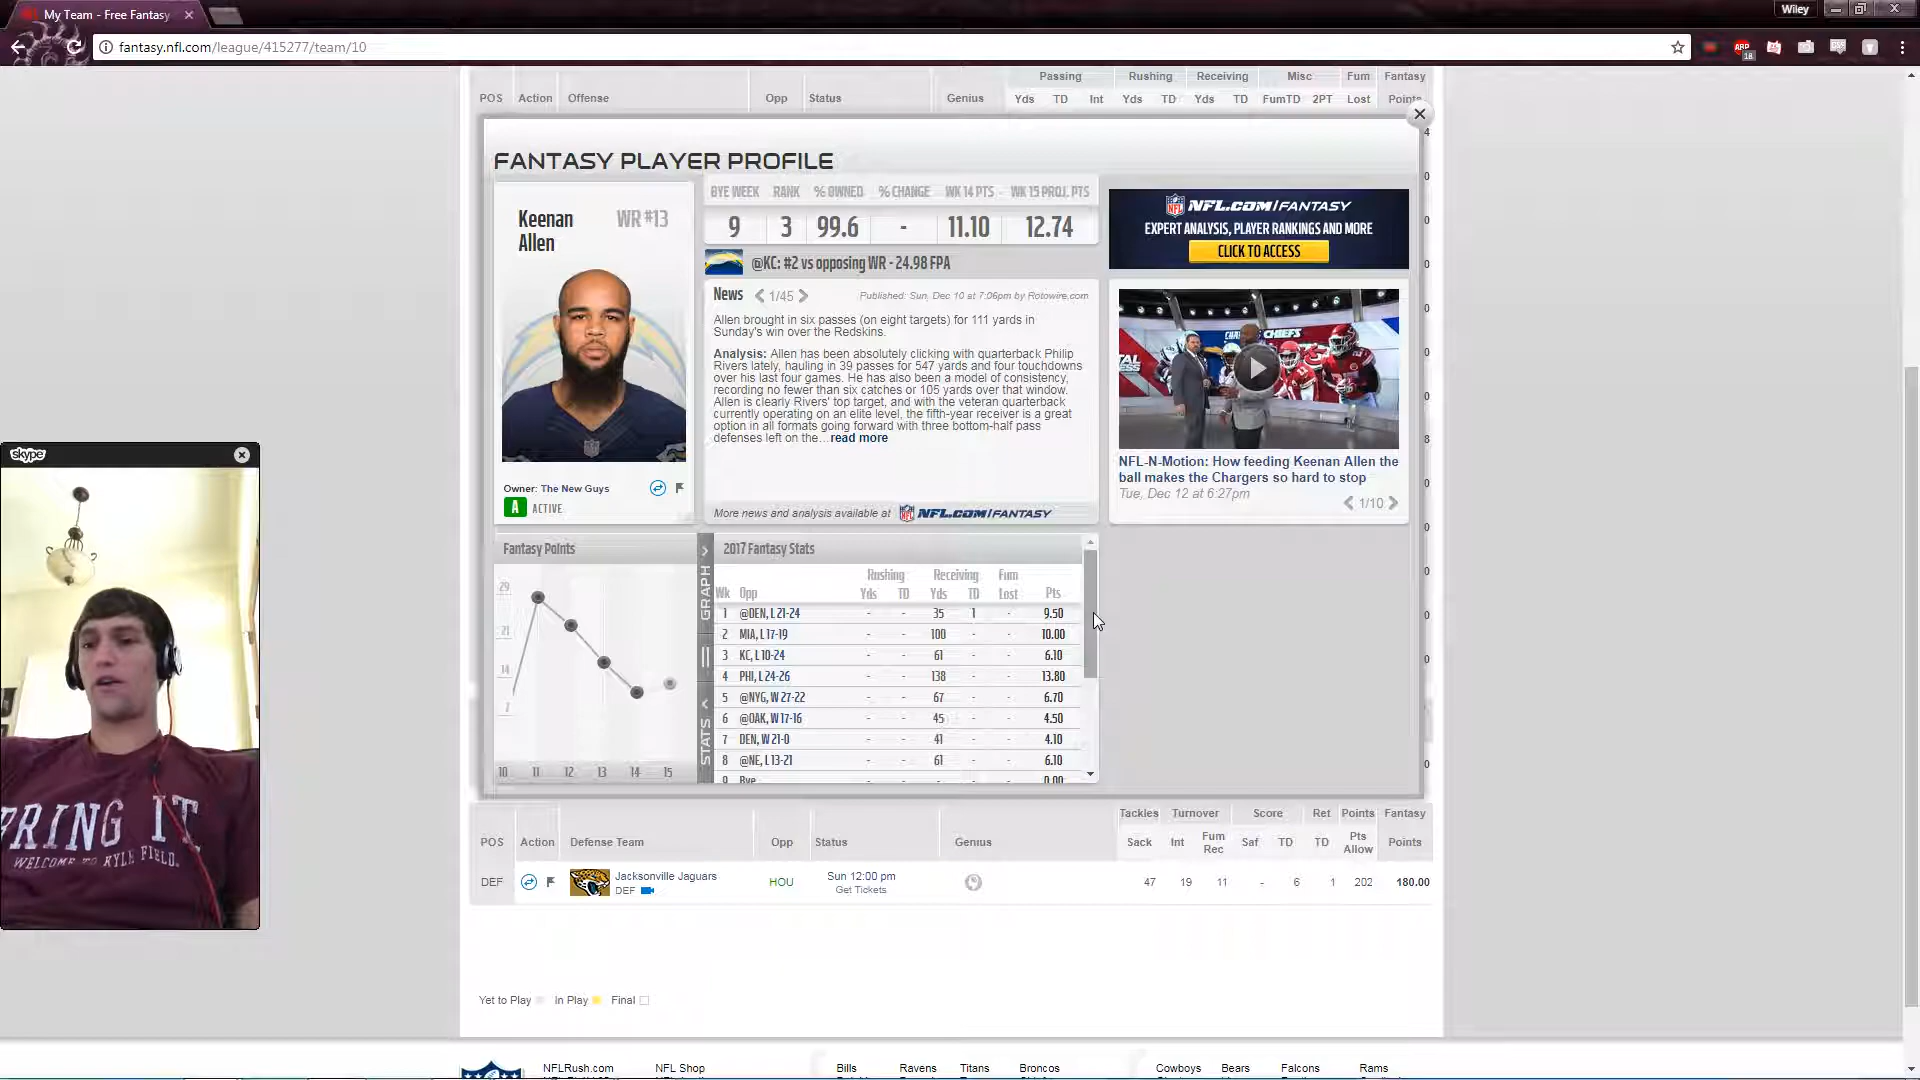 My Team - Free Fantasy
Wiley
fantasy.nfl.com/league/415277/team/10
ABP
18
Passing Rushing Receiving Misc Fum Fantasy
POS Action Offense Opp Status Genius Yds TD Int Yds TD Yds TD FumTD 2PT Lost Points
FANTASY PLAYER PROFILE
Keenan Allen
WR #13
BYE WEEK RANK % OWNED % CHANGE WK 14 PTS WK 15 PROJ. PTS
9 3 99.6 - 11.10 12.74
@KC: #2 vs opposing WR - 24.98 FPA
News 1/45 Published: Sun, Dec 10 at 7:06pm by Rotowire.com
Allen brought in six passes (on eight targets) for 111 yards in
Sunday's win over the Redskins.
Analysis: Allen has been absolutely clicking with quarterback Philip
Rivers lately, hauling in 39 passes for 547 yards and four touchdowns
over his last four games. He has also been a model of consistency,
recording no fewer than six catches or 105 yards over that window.
Allen is clearly Rivers' top target, and with the veteran quarterback
currently operating on an elite level, the fifth-year receiver is a great
option in all formats going forward with three bottom-half pass
defenses left on the...read more
More news and analysis available at NFL.COM/FANTASY
Owner: The New Guys
A ACTIVE
NFL.COM/FANTASY
EXPERT ANALYSIS, PLAYER RANKINGS AND MORE
CLICK TO ACCESS
CHIEFS
NFL-N-Motion: How feeding Keenan Allen the
ball makes the Chargers so hard to stop
Tue, Dec 12 at 6:27pm
1/10
Fantasy Points
29
21
14
7
10 11 12 13 14 15
GRAPH
STATS
2017 Fantasy Stats
Rushing Receiving Fum
Wk Opp Yds TD Yds TD Lost Pts
1 @DEN, L 21-24 - - 35 1 - 9.50
2 MIA, L 17-19 - - 100 - - 10.00
3 KC, L 10-24 - - 61 - - 6.10
4 PHI, L 24-26 - - 138 - - 13.80
5 @NYG, W 27-22 - - 67 - - 6.70
6 @OAK, W 17-16 - - 45 - - 4.50
7 DEN, W 21-0 - - 41 - - 4.10
8 @NE, L 13-21 - - 61 - - 6.10
9 Bye 0.00
skype
BRING IT
WELCOME TO KYLE FIELD.
Tackles Turnover Score Ret Points Fantasy
POS Action Defense Team Opp Status Genius Sack Int Fum Rec Saf TD TD Pts Allow Points
DEF Jacksonville Jaguars DEF HOU Sun 12:00 pm Get Tickets 47 19 11 - 6 1 202 180.00
Yet to Play In Play Final
NFLRush.com NFL Shop Bills Ravens Titans Broncos Cowboys Bears Falcons Rams